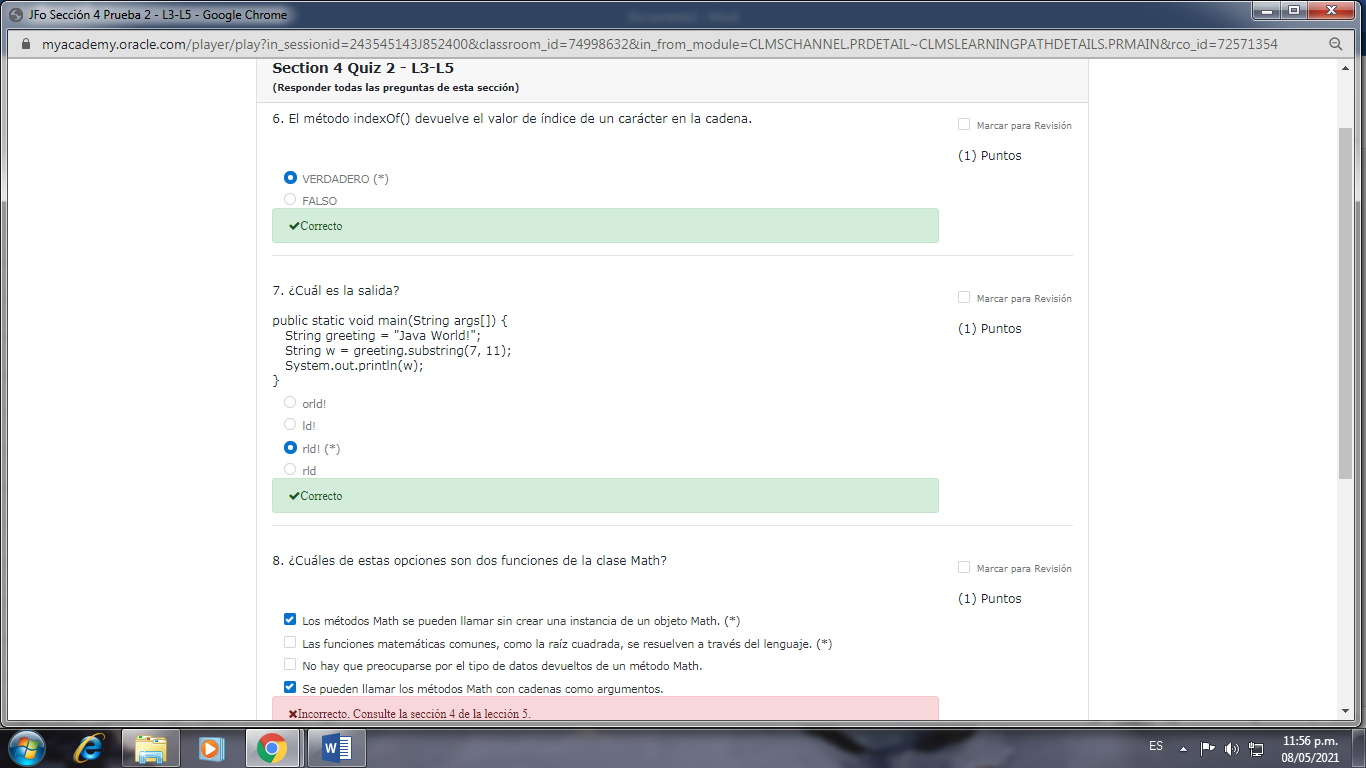 JFo Sección 4 Prueba 2 - L3-L5 - Google Chrome
myacademy.oracle.com/player/play?in_sessionid=243545143J852400&classroom_id=74998632&in_from_module=CLMSCHANNEL.PRDETAIL~CLMSLEARNINGPATHDETAILS.PRMAIN&rco_id=72571354
Section 4 Quiz 2 - L3-L5
(Responder todas las preguntas de esta sección)
6. El método indexOf() devuelve el valor de índice de un carácter en la cadena.
Marcar para Revisión
(1) Puntos
VERDADERO (*)
FALSO
Correcto
7. ¿Cuál es la salida?
Marcar para Revisión
(1) Puntos
public static void main(String args[]) {
String greeting = "Java World!";
String w = greeting.substring(7, 11);
System.out.println(w);
}
orld!
ld!
rld! (*)
rld
Correcto
8. ¿Cuáles de estas opciones son dos funciones de la clase Math?
Marcar para Revisión
(1) Puntos
Los métodos Math se pueden llamar sin crear una instancia de un objeto Math. (*)
Las funciones matemáticas comunes, como la raíz cuadrada, se resuelven a través del lenguaje. (*)
No hay que preocuparse por el tipo de datos devueltos de un método Math.
Se pueden llamar los métodos Math con cadenas como argumentos.
Incorrecto. Consulte la sección 4 de la lección 5.
ES
11:56 p.m.
08/05/2021